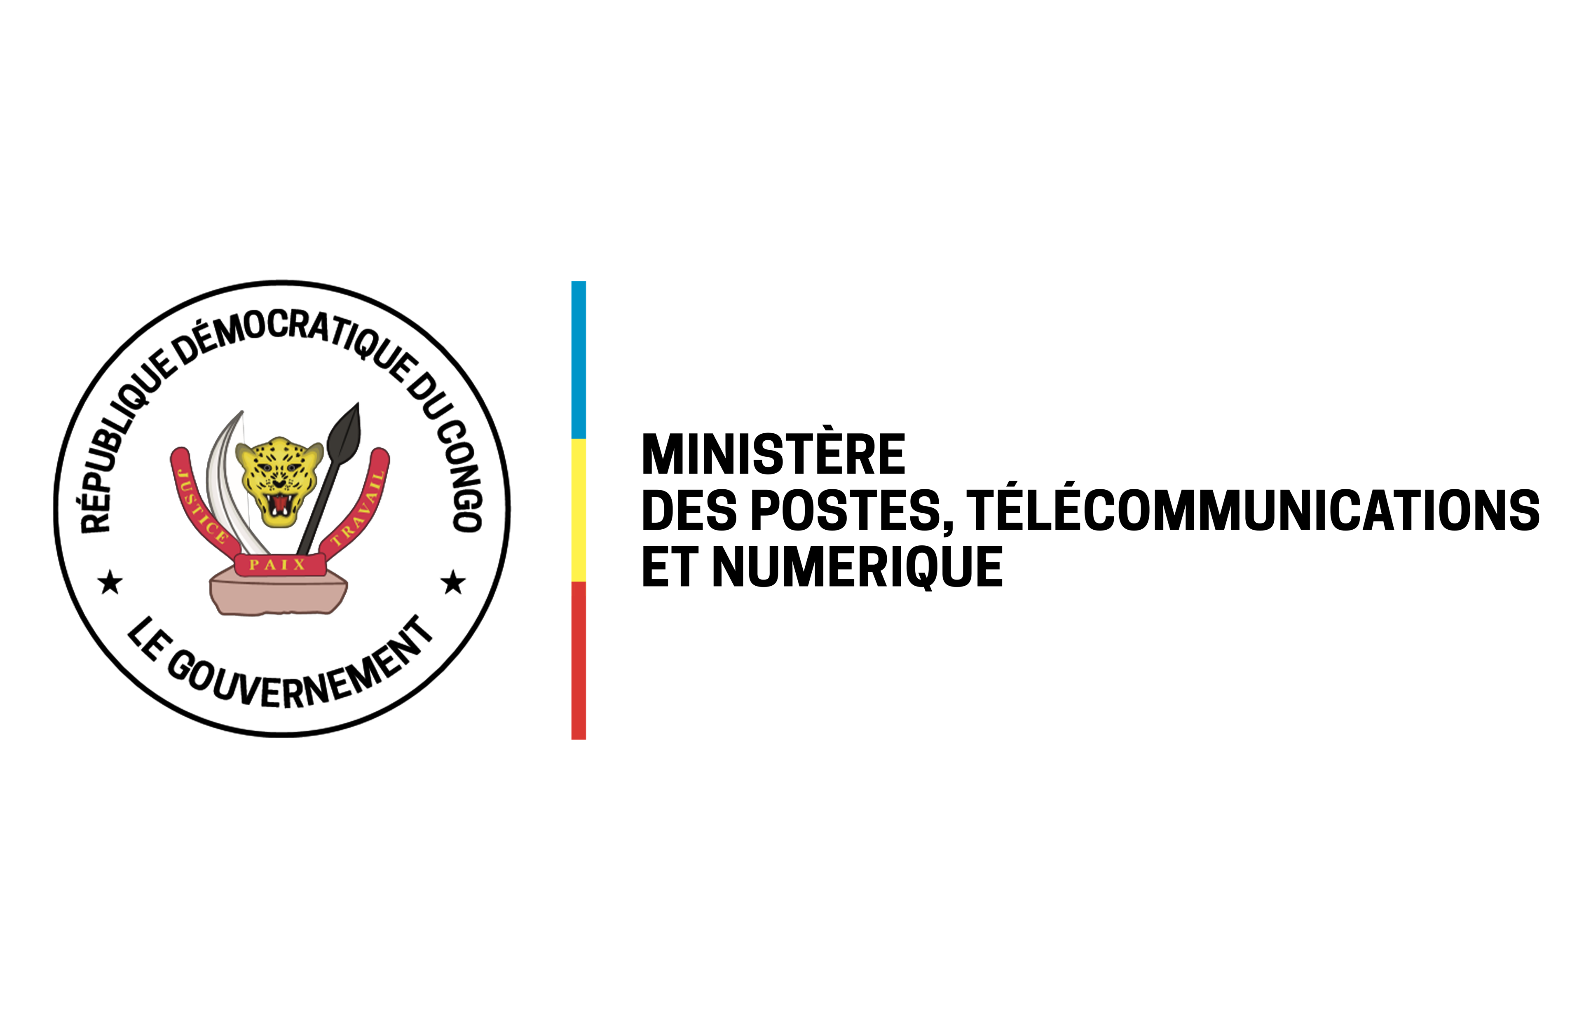 RÉPUBLIQUE DÉMOCRATIQUE DU CONGO
JUSTICE
PAIX
TRAVAIL
LE GOUVERNEMENT
MINISTÈRE
DES POSTES, TÉLÉCOMMUNICATIONS
ET NUMERIQUE